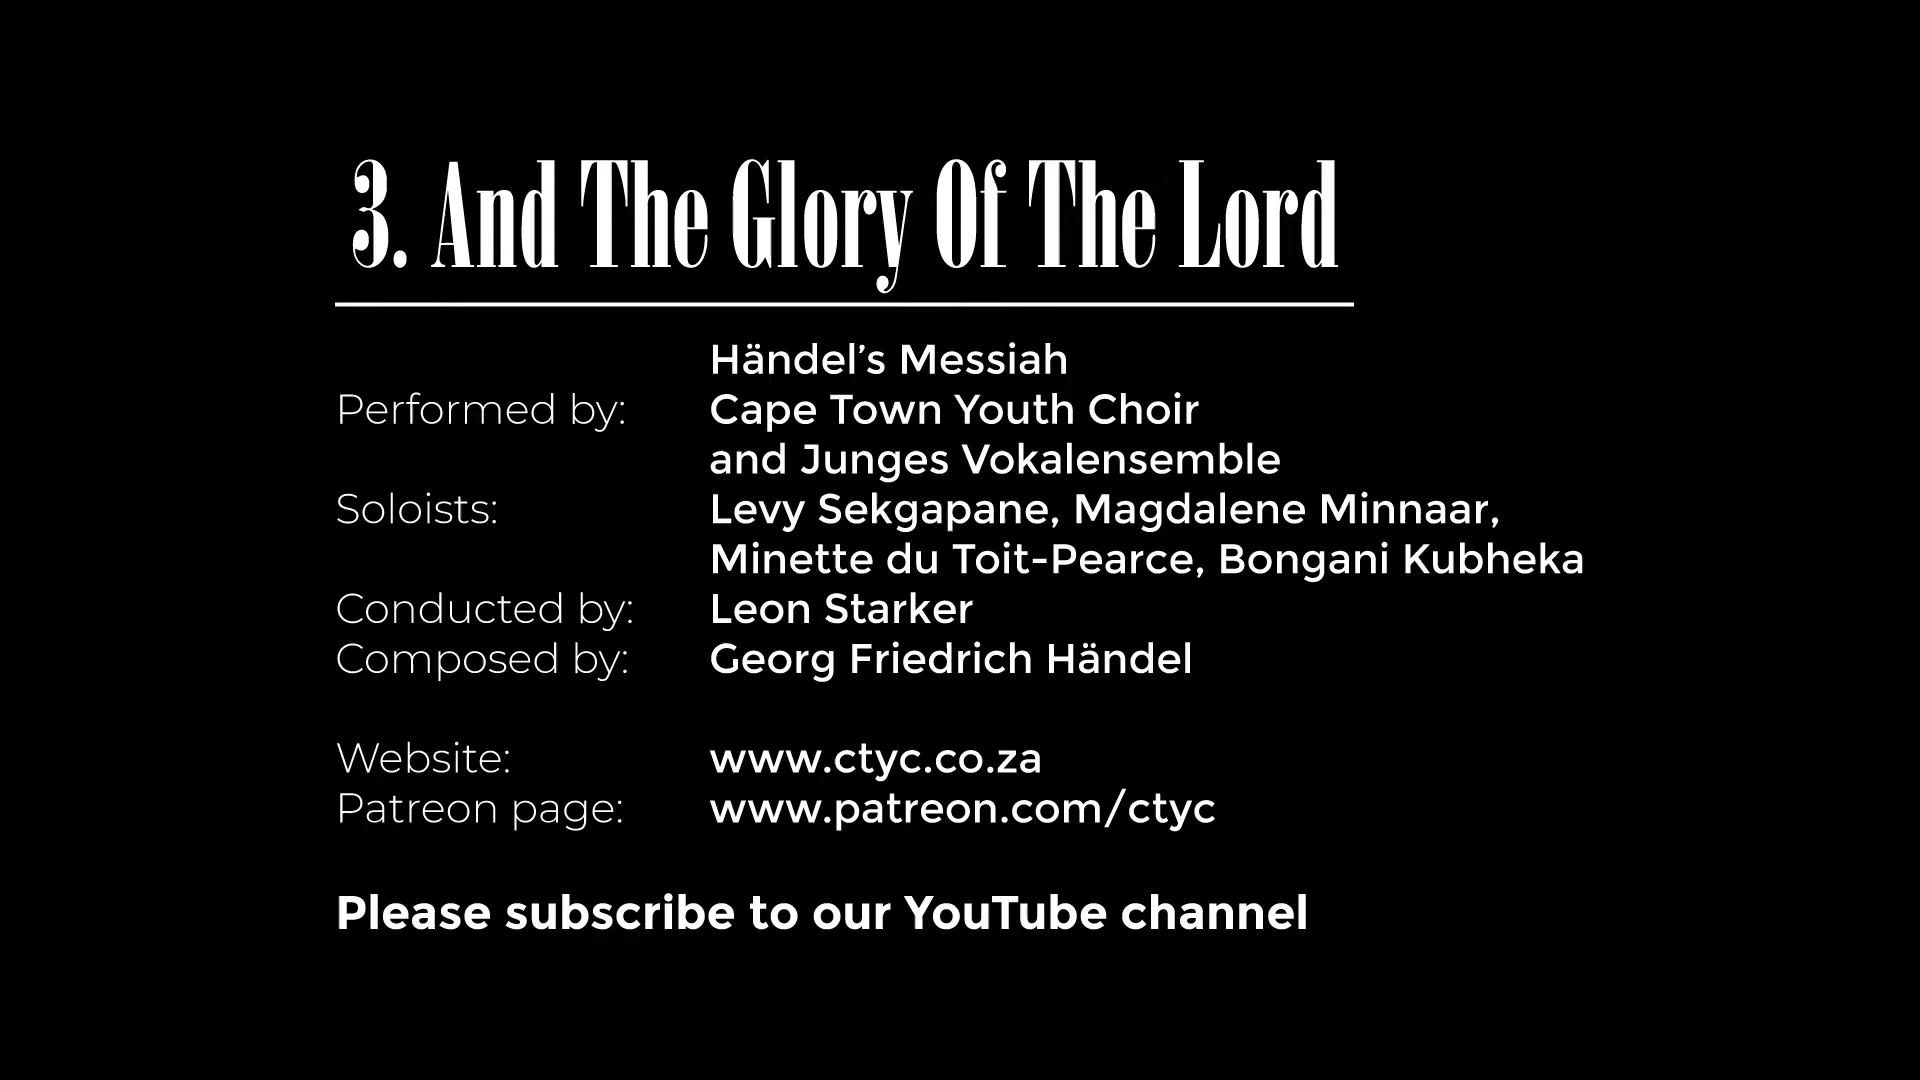 3. And The Glory Of The Lord
Händel’s Messiah
Performed by: Cape Town Youth Choir
and Junges Vokalensemble
Soloists: Levy Sekgapane, Magdalene Minnaar,
Minette du Toit-Pearce, Bongani Kubheka
Conducted by: Leon Starker
Composed by: Georg Friedrich Händel
Website: www.ctyc.co.za
Patreon page: www.patreon.com/ctyc
Please subscribe to our YouTube channel